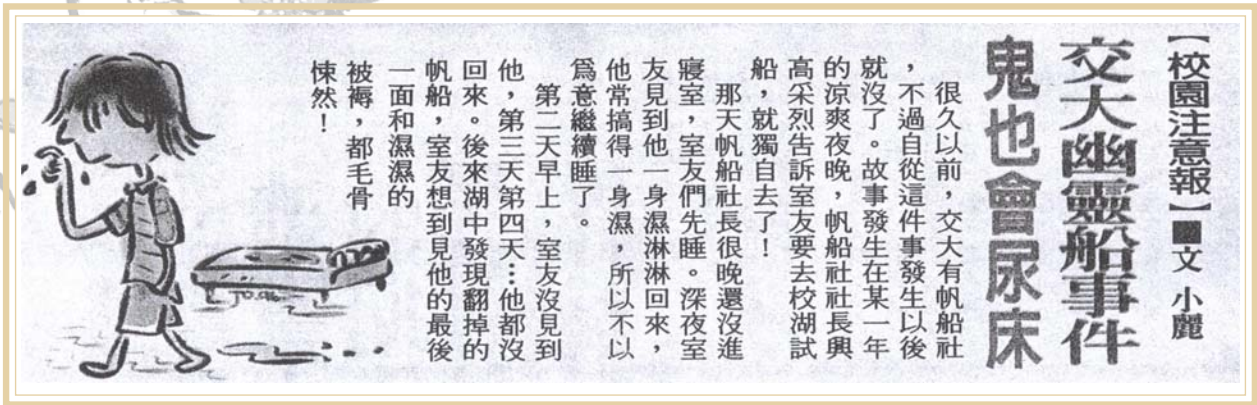 【校園注意報】■文 小麗
交大幽靈船事件
鬼也會尿床
很久以前，交大有帆船社
，不過自從這件事發生以後
就沒了。故事發生在某一年
的涼爽夜晚，帆船社社長興
高采烈告訴室友要去校湖試
船，就獨自去了！
那天帆船社長很晚還沒進
寢室，室友們先睡。深夜室
友見到他一身濕淋淋回來，
他常搞得一身濕，所以不以
爲意繼續睡了。
第二天早上，室友沒見到
他，第三天第四天…他都沒
回來。後來湖中發現翻掉的
帆船，室友想到見他的最後
一面和濕濕的
被褥，都毛骨
悚然！